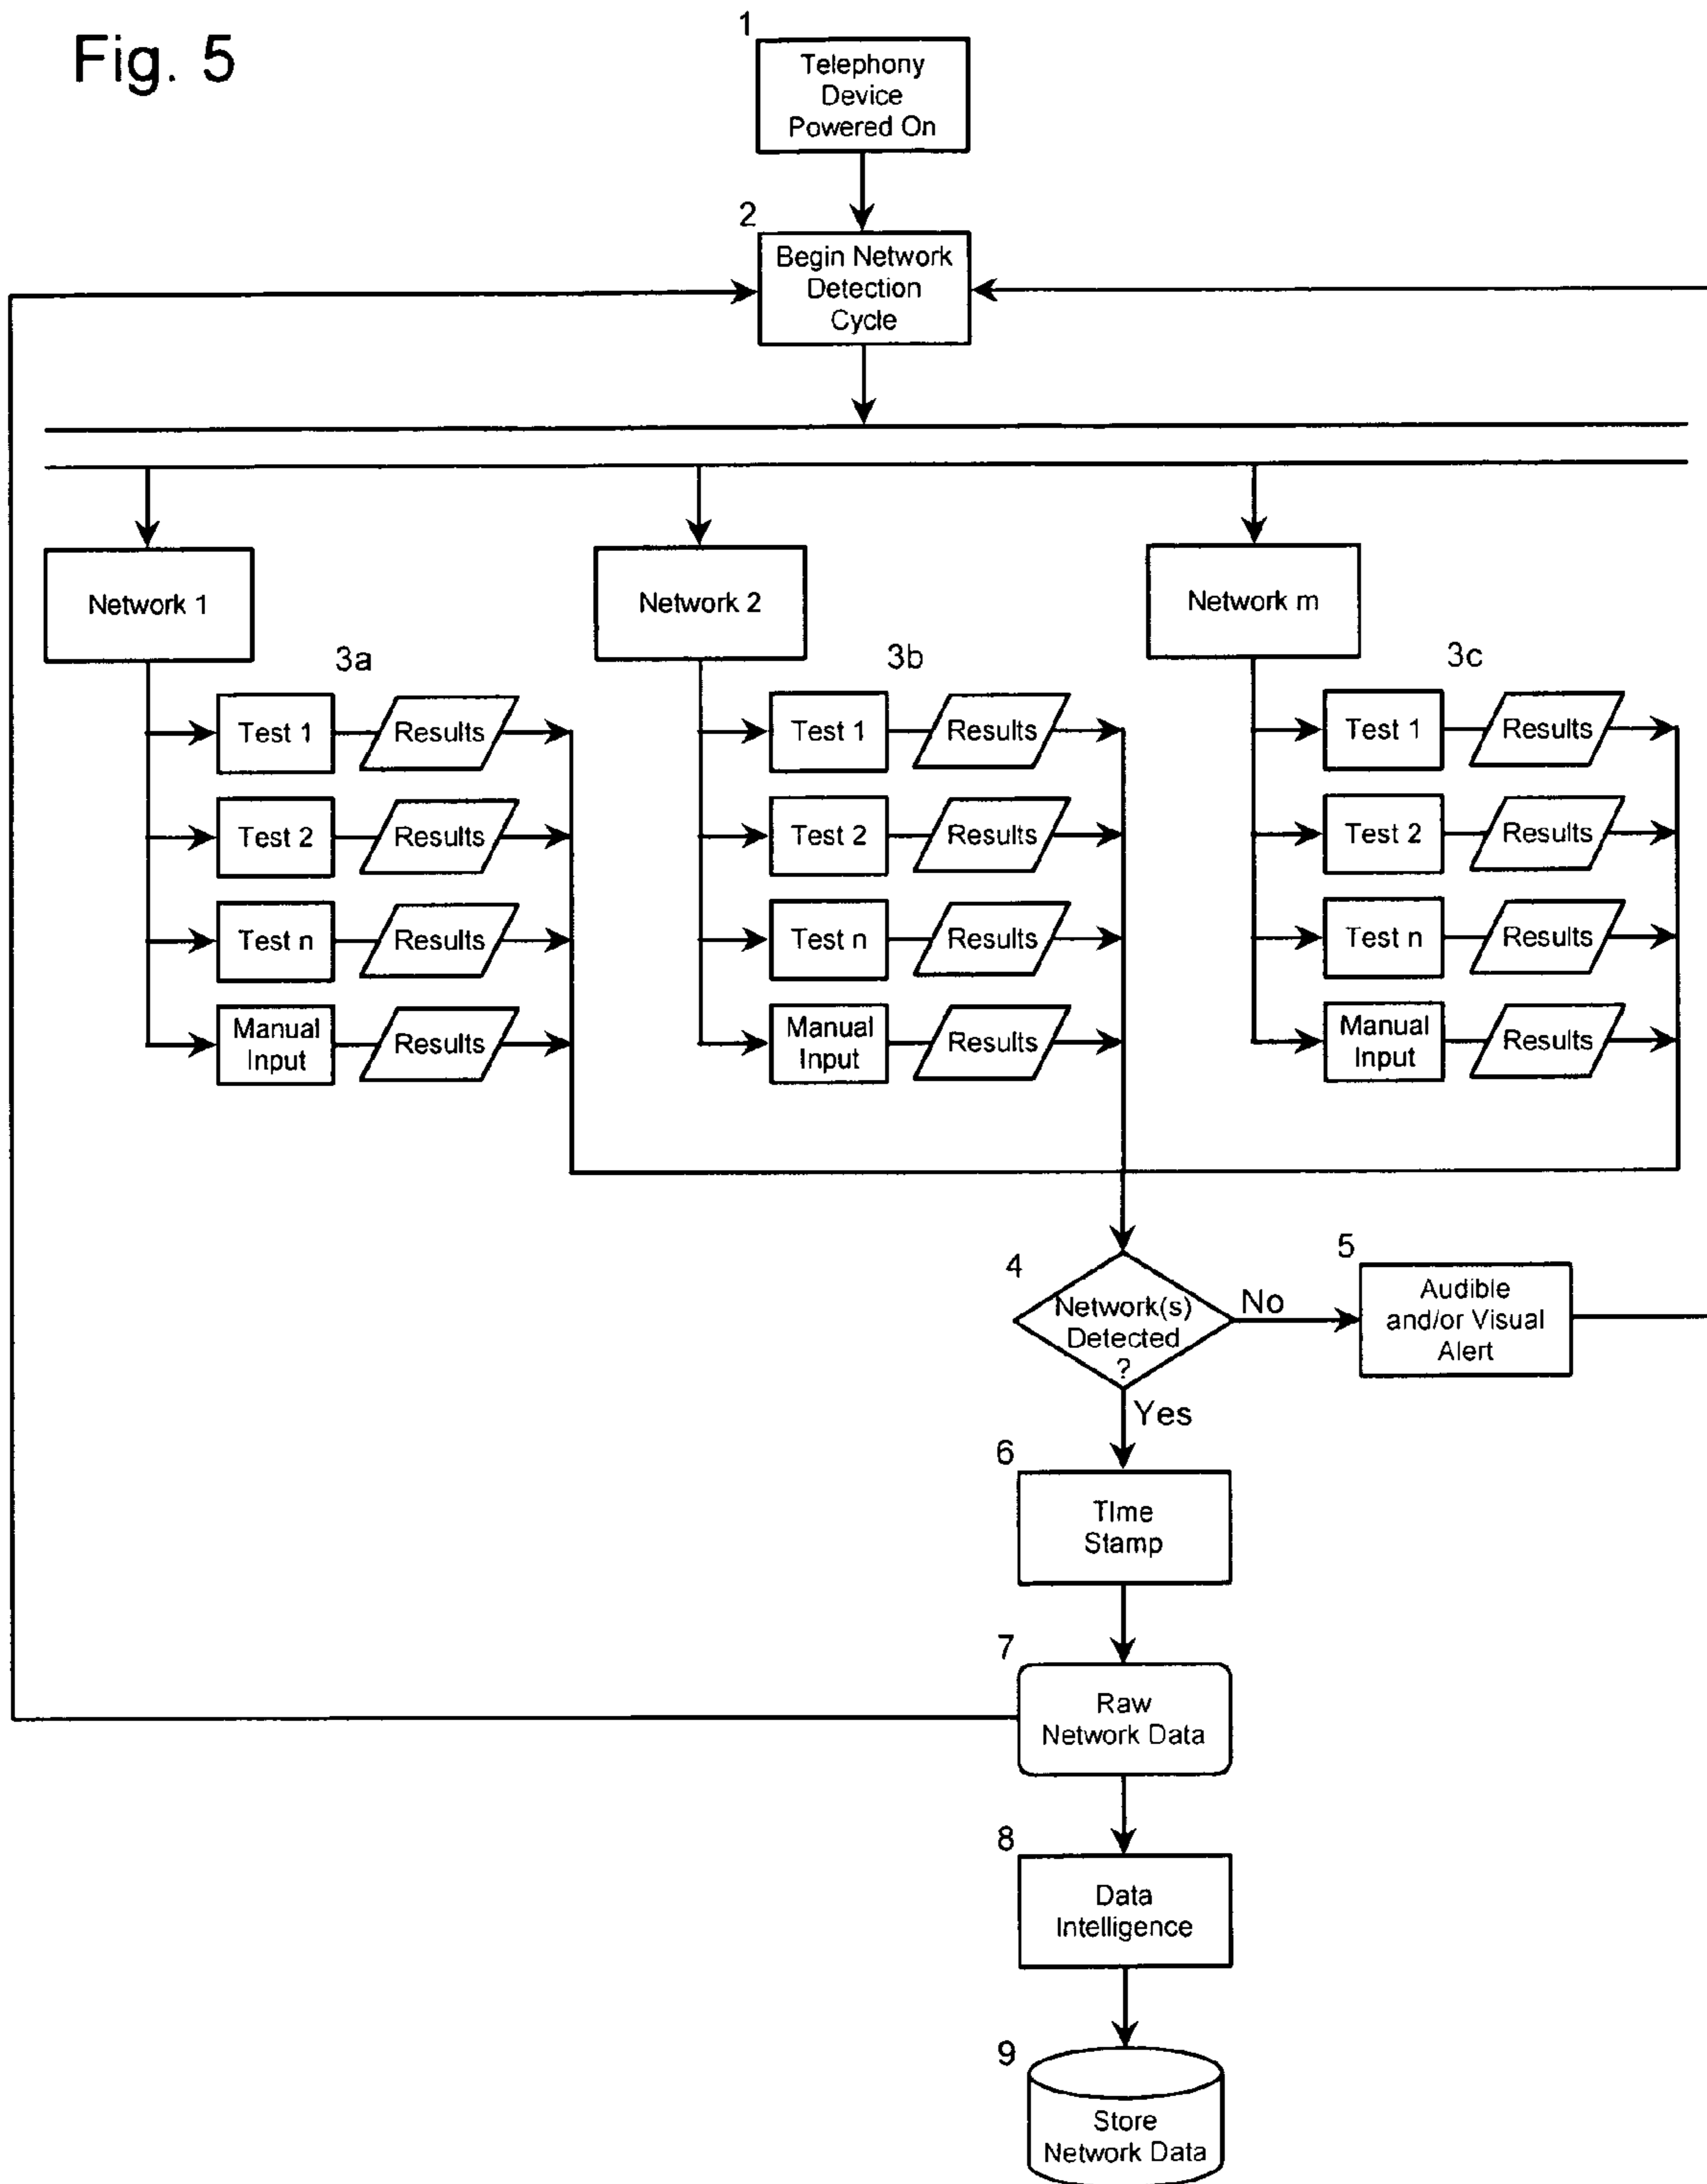 Fig. 5
1
Telephony
Device
Powered On
2
Begin Network
Detection
Cycle
Network 1
Network 2
Network m
3a
3b
3c
Test 1
Results
Test 1
Results
Test 1
Results
Test 2
Results
Test 2
Results
Test 2
Results
Test n
Results
Test n
Results
Test n
Results
Manual
Input
Results
Manual
Input
Results
Manual
Input
Results
4
Network(s)
Detected
?
No
5
Audible
and/or Visual
Alert
Yes
6
TIme
Stamp
7
Raw
Network Data
8
Data
Intelligence
9
Store
Network Data